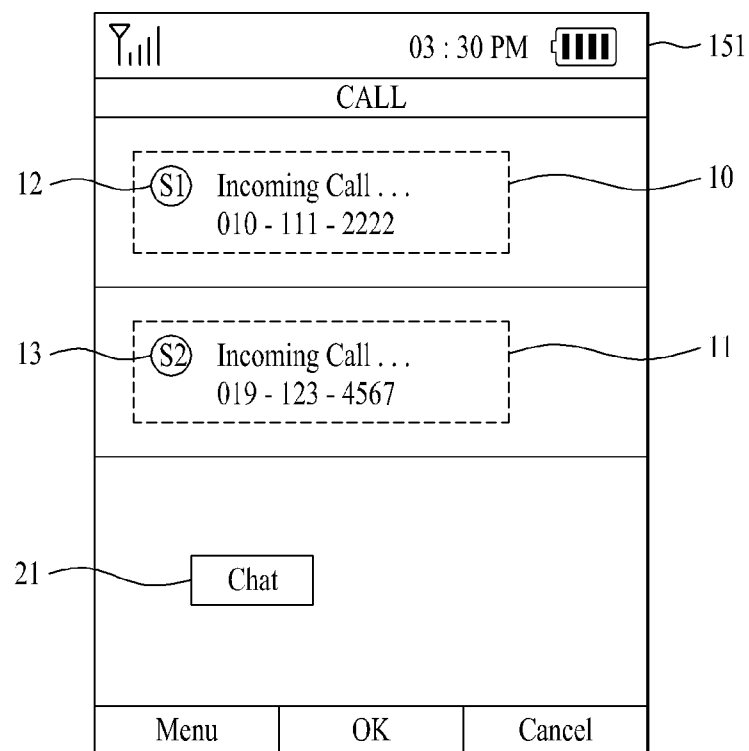 03 : 30 PM
151
CALL
12
S1
Incoming Call . . .
10
010 - 111 - 2222
13
S2
Incoming Call . . .
11
019 - 123 - 4567
21
Chat
Menu
OK
Cancel